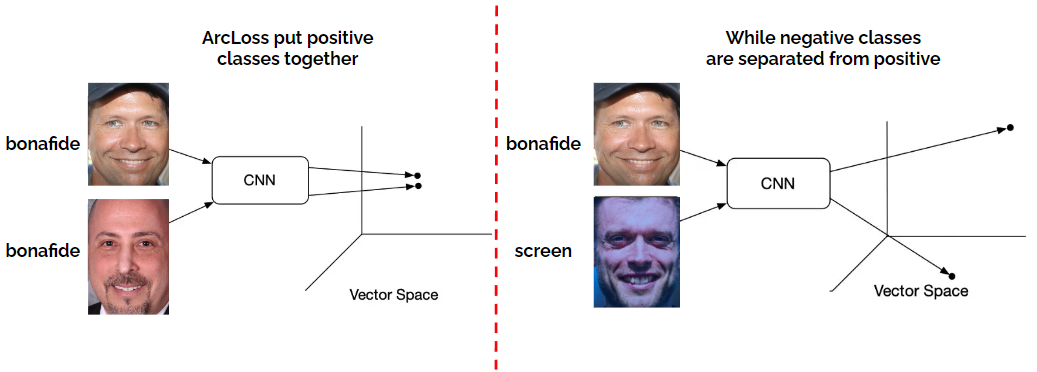 ArcLoss put positive
classes together
bonafide
CNN
bonafide
Vector Space
While negative classes
are separated from positive
bonafide
CNN
screen
Vector Space